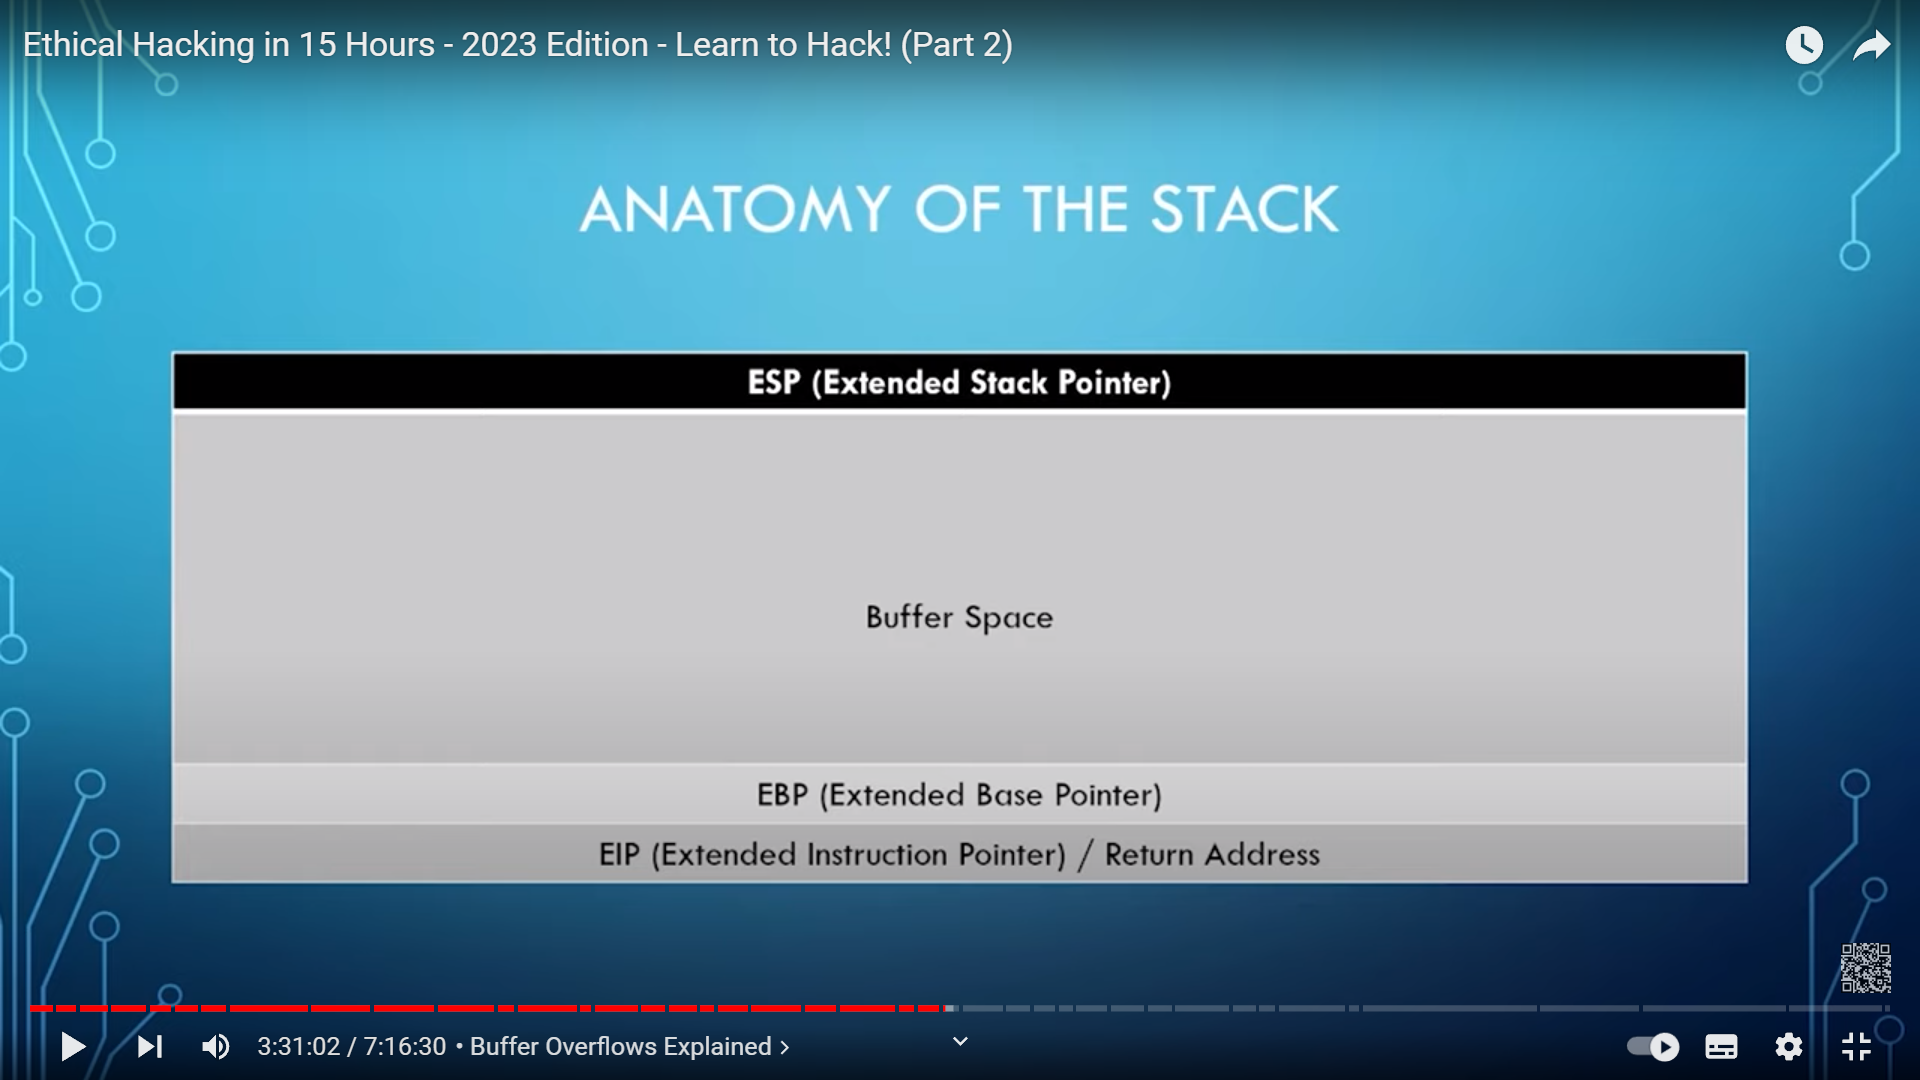 Ethical Hacking in 15 Hours - 2023 Edition - Learn to Hack! (Part 2)
ANATOMY OF THE STACK
ESP (Extended Stack Pointer)
Buffer Space
EBP (Extended Base Pointer)
EIP (Extended Instruction Pointer) / Return Address
3:31:02 / 7:16:30 • Buffer Overflows Explained >